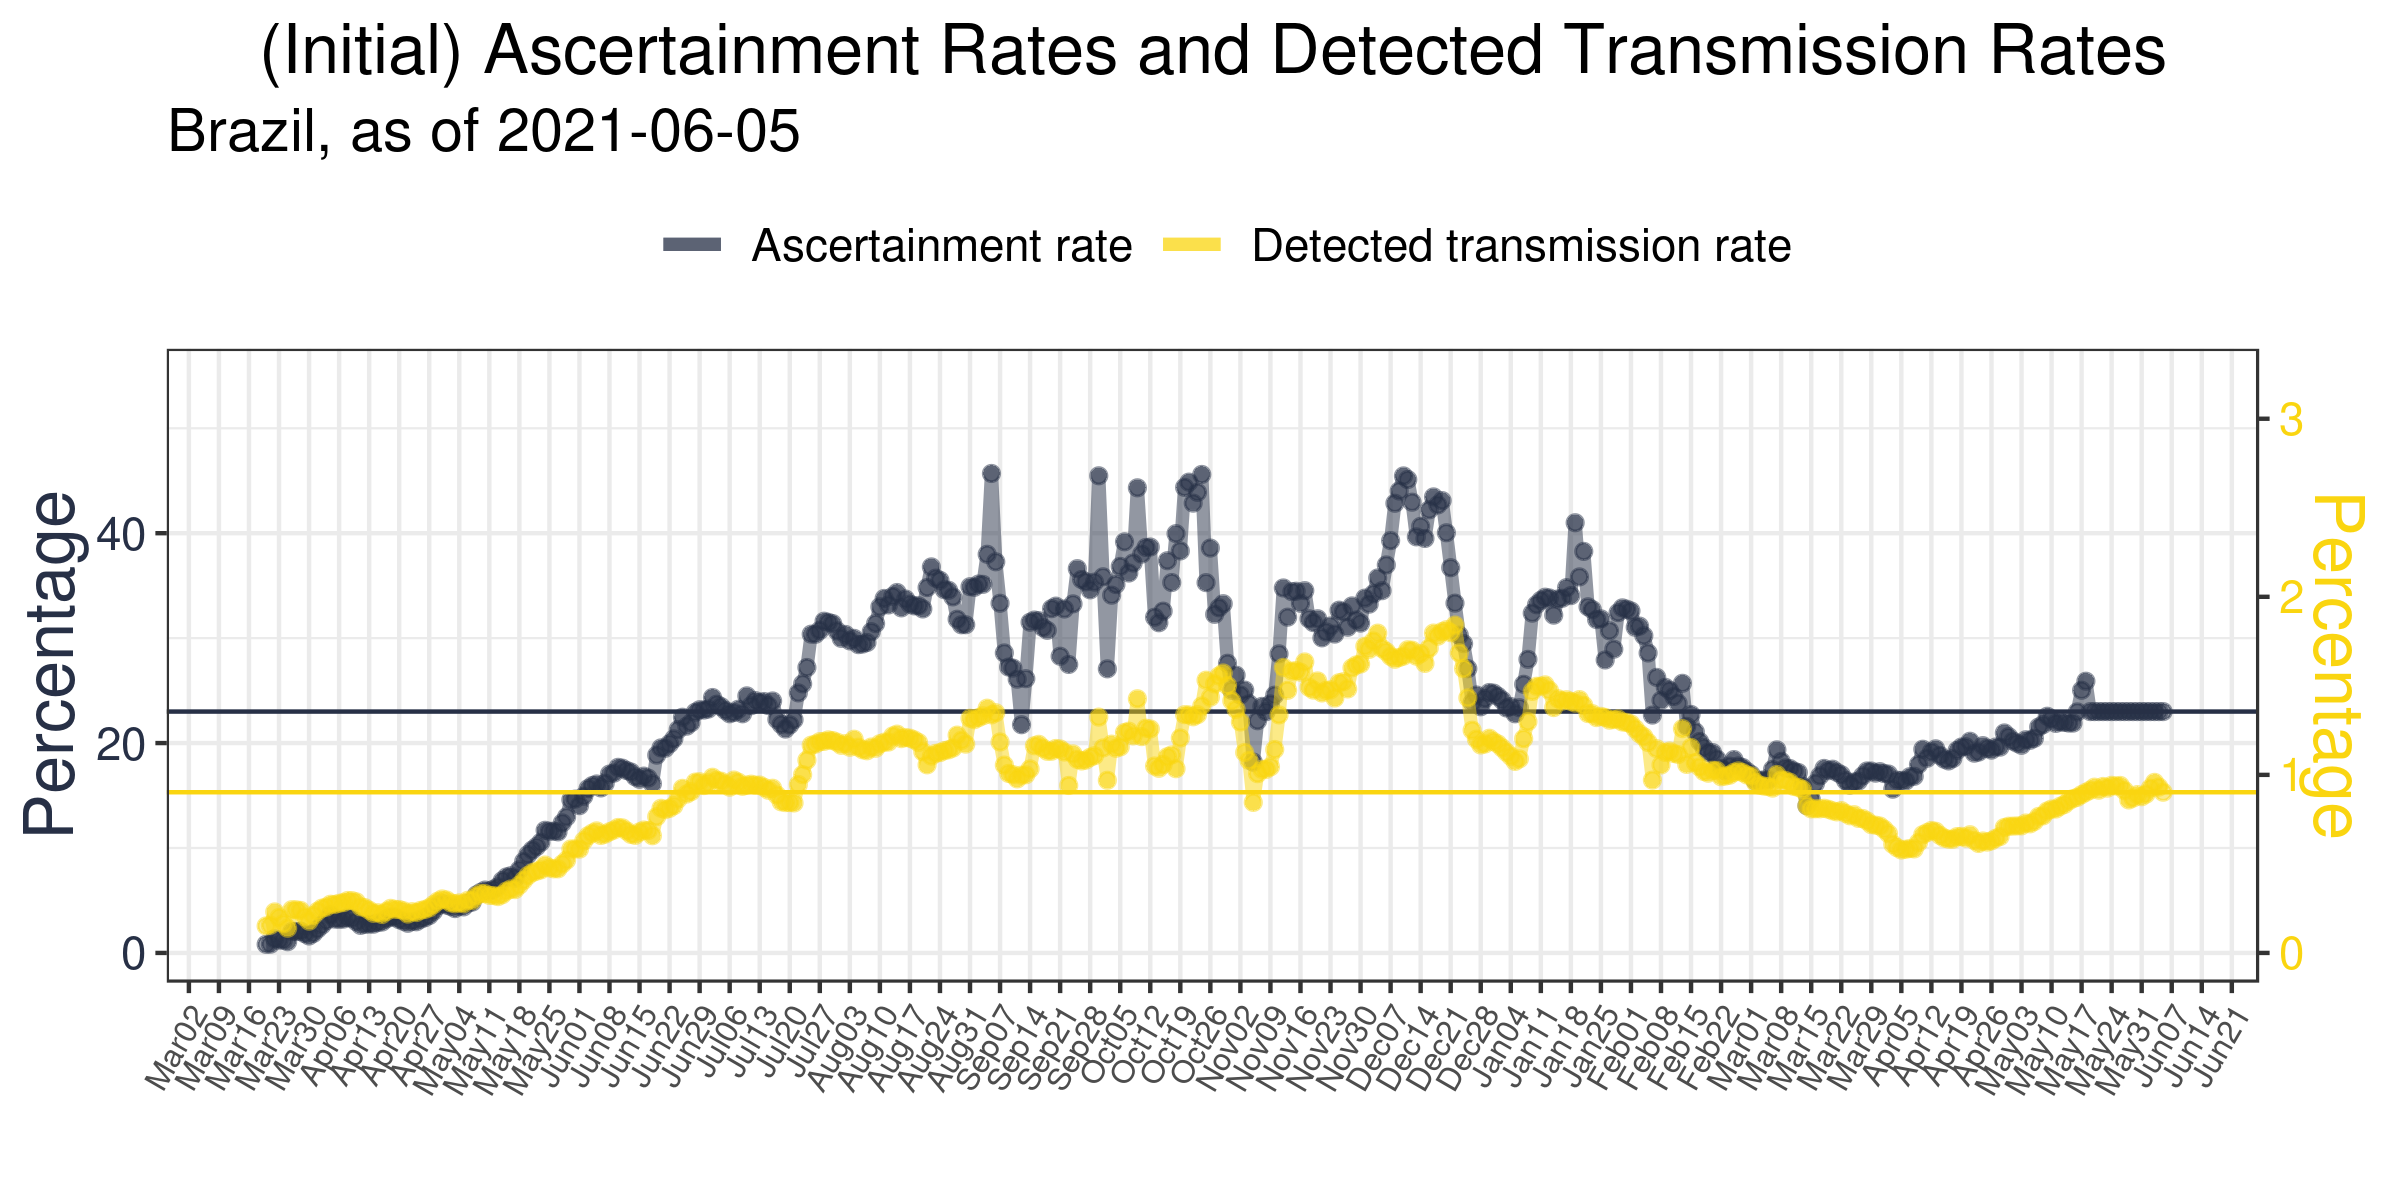 (Initial) Ascertainment Rates and Detected Transmission Rates
Brazil, as of 2021-06-05
Ascertainment rate Detected transmission rate
Percentage
40
20
0
3
2
1
0
Percentage
Mar02 Mar09 Mar16 Mar23 Mar30 Apr06 Apr13 Apr20 Apr27 May04 May11 May18 May25 Jun01 Jun08 Jun15 Jun22 Jun29 Jul06 Jul13 Jul20 Jul27 Aug03 Aug10 Aug17 Aug24 Aug31 Sep07 Sep14 Sep21 Sep28 Oct05 Oct12 Oct19 Oct26 Nov02 Nov09 Nov16 Nov23 Nov30 Dec07 Dec14 Dec21 Dec28 Jan04 Jan11 Jan18 Jan25 Feb01 Feb08 Feb15 Feb22 Mar01 Mar08 Mar15 Mar22 Mar29 Apr05 Apr12 Apr19 Apr26 May03 May10 May17 May24 May31 Jun07 Jun14 Jun21